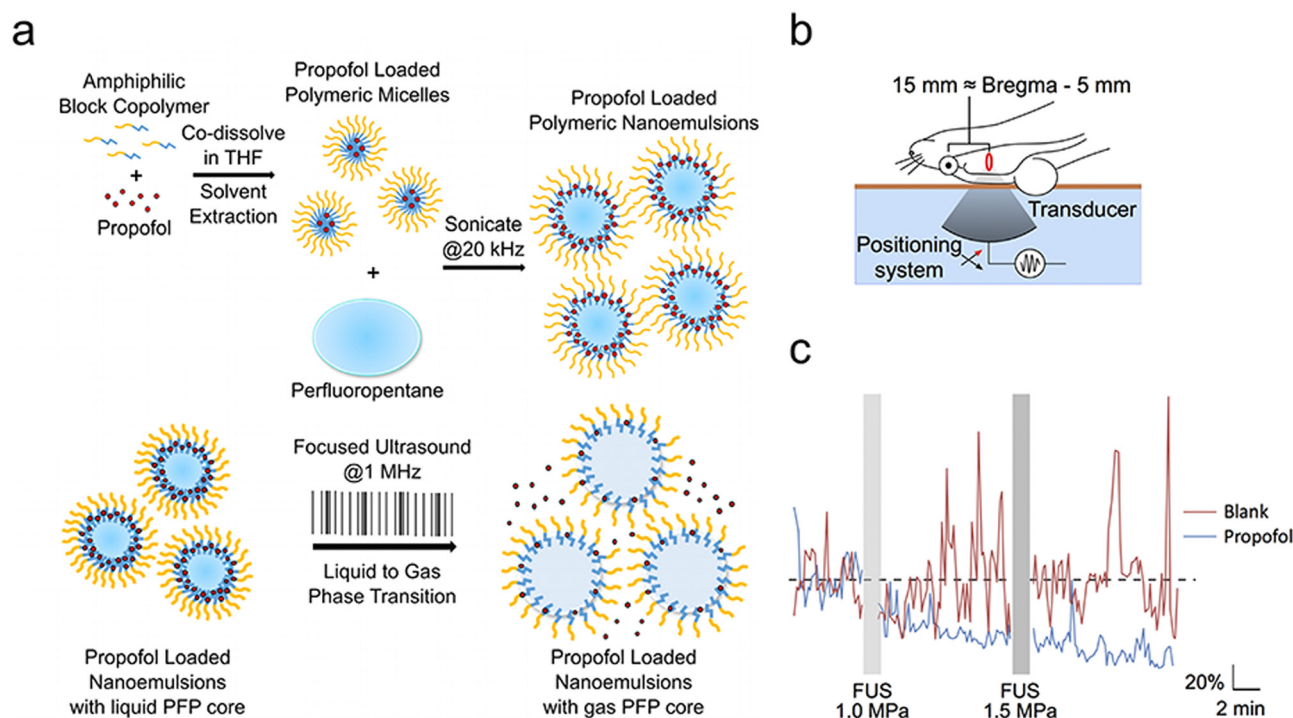 a
Amphiphilic
Block Copolymer
+
Propofol
Co-dissolve
in THF
Solvent
Extraction
Propofol Loaded
Polymeric Micelles
+
Perfluoropentane
Sonicate
@20 kHz
Propofol Loaded
Polymeric Nanoemulsions
Propofol Loaded
Nanoemulsions
with liquid PFP core
Focused Ultrasound
@1 MHz
Liquid to Gas
Phase Transition
Propofol Loaded
Nanoemulsions
with gas PFP core
b
15 mm ≈ Bregma - 5 mm
Transducer
Positioning
system
c
Blank
Propofol
FUS
1.0 MPa
FUS
1.5 MPa
20%
2 min